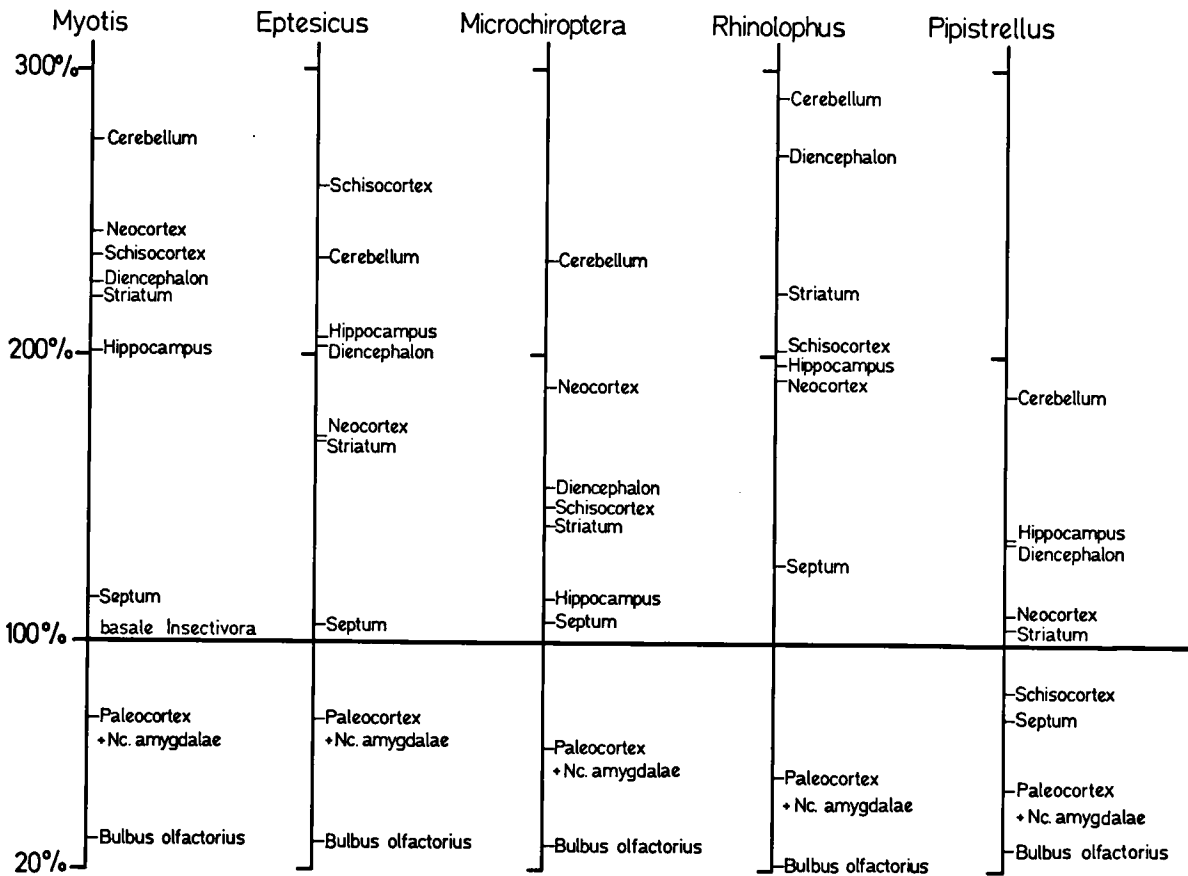 Myotis
Eptesicus
Microchiroptera
Rhinolophus
Pipistrellus
300%
200%
100%
20%
Cerebellum
Neocortex
Schisocortex
Diencephalon
Striatum
Hippocampus
Septum
basale Insectivora
Paleocortex
+Nc. amygdalae
Bulbus olfactorius
Schisocortex
Cerebellum
Hippocampus
Diencephalon
Neocortex
Striatum
Septum
Paleocortex
+Nc. amygdalae
Bulbus olfactorius
Cerebellum
Neocortex
Diencephalon
Schisocortex
Striatum
Hippocampus
Septum
Paleocortex
+Nc. amygdalae
Bulbus olfactorius
Cerebellum
Diencephalon
Striatum
Schisocortex
Hippocampus
Neocortex
Septum
Paleocortex
+Nc. amygdalae
Bulbus olfactorius
Cerebellum
Hippocampus
Diencephalon
Neocortex
Striatum
Schisocortex
Septum
Paleocortex
+Nc. amygdalae
Bulbus olfactorius